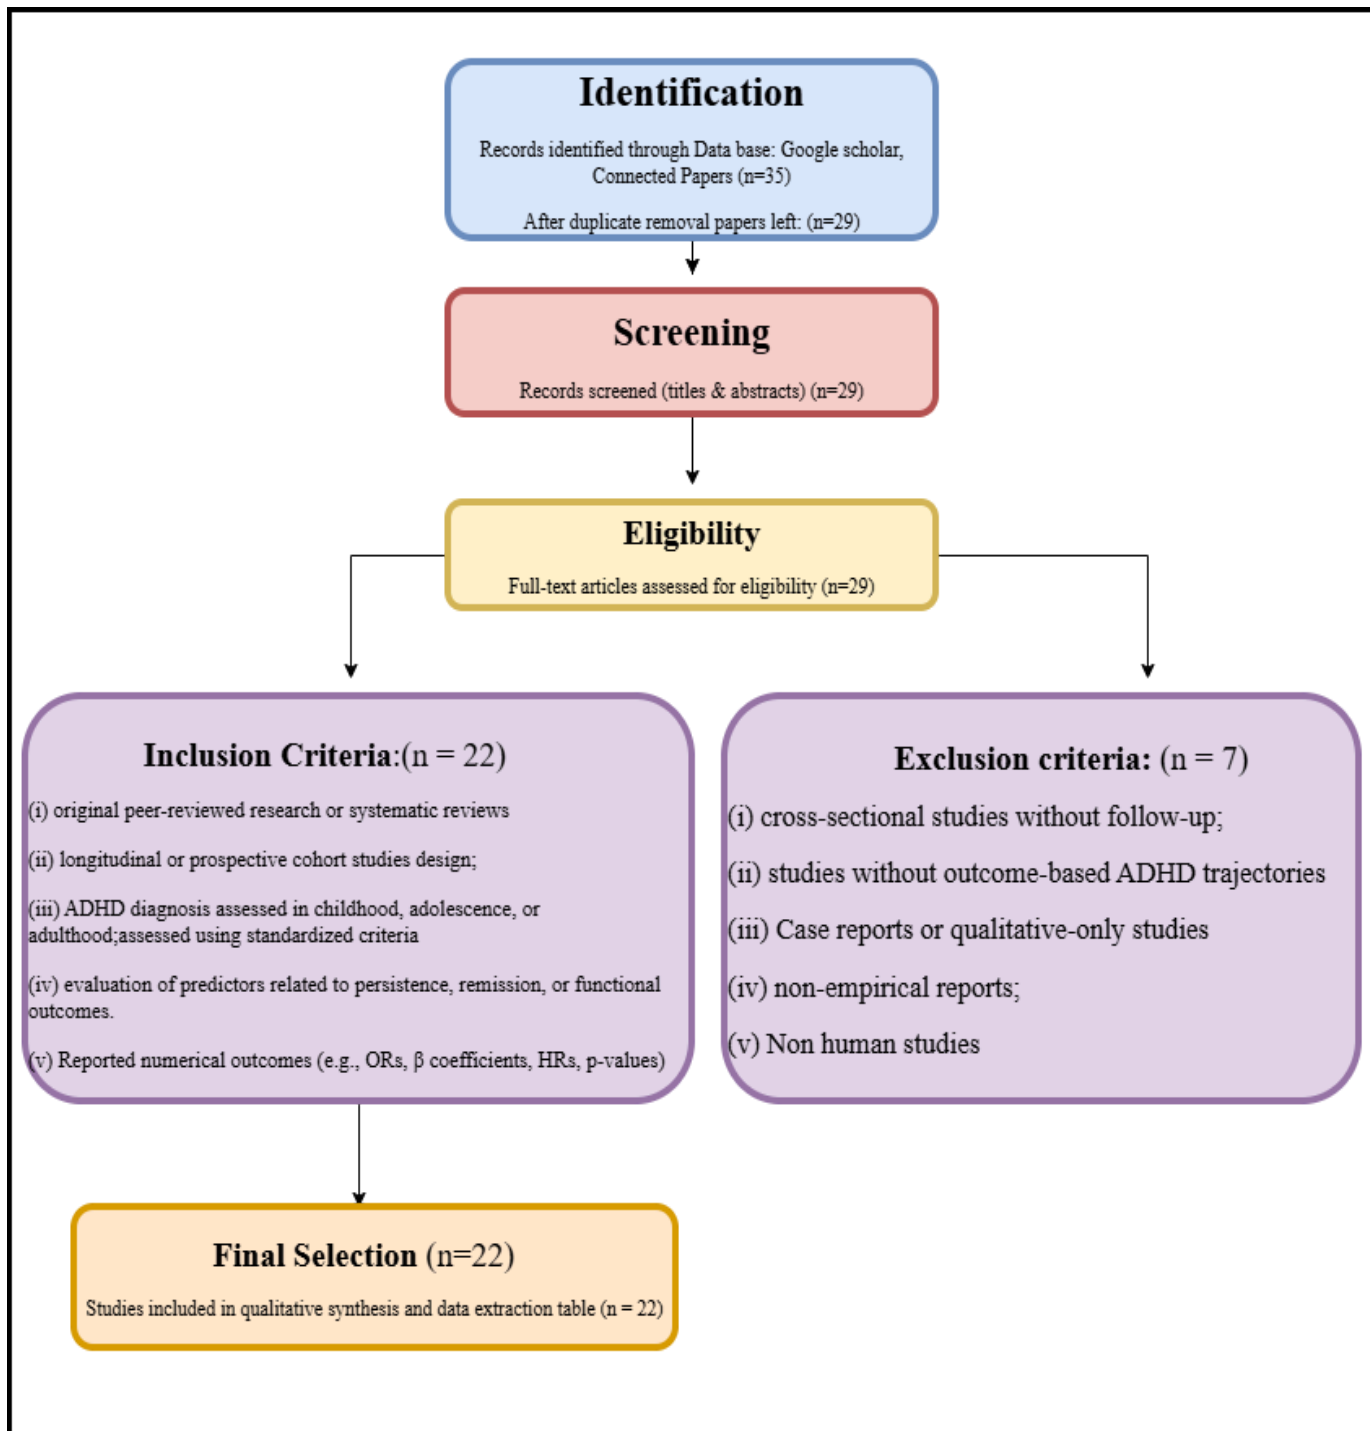 Identification
Records identified through Data base: Google scholar,
Connected Papers (n=35)
After duplicate removal papers left: (n=29)
Screening
Records screened (titles & abstracts) (n=29)
Eligibility
Full-text articles assessed for eligibility (n=29)
Inclusion Criteria:(n = 22)
(i) original peer-reviewed research or systematic reviews
(ii) longitudinal or prospective cohort studies design;
(iii) ADHD diagnosis assessed in childhood, adolescence, or
adulthood;assessed using standardized criteria
(iv) evaluation of predictors related to persistence, remission, or functional
outcomes.
(v) Reported numerical outcomes (e.g., ORs, β coefficients, HRs, p-values)
Exclusion criteria: (n = 7)
(i) cross-sectional studies without follow-up;
(ii) studies without outcome-based ADHD trajectories
(iii) Case reports or qualitative-only studies
(iv) non-empirical reports;
(v) Non human studies
Final Selection (n=22)
Studies included in qualitative synthesis and data extraction table (n = 22)